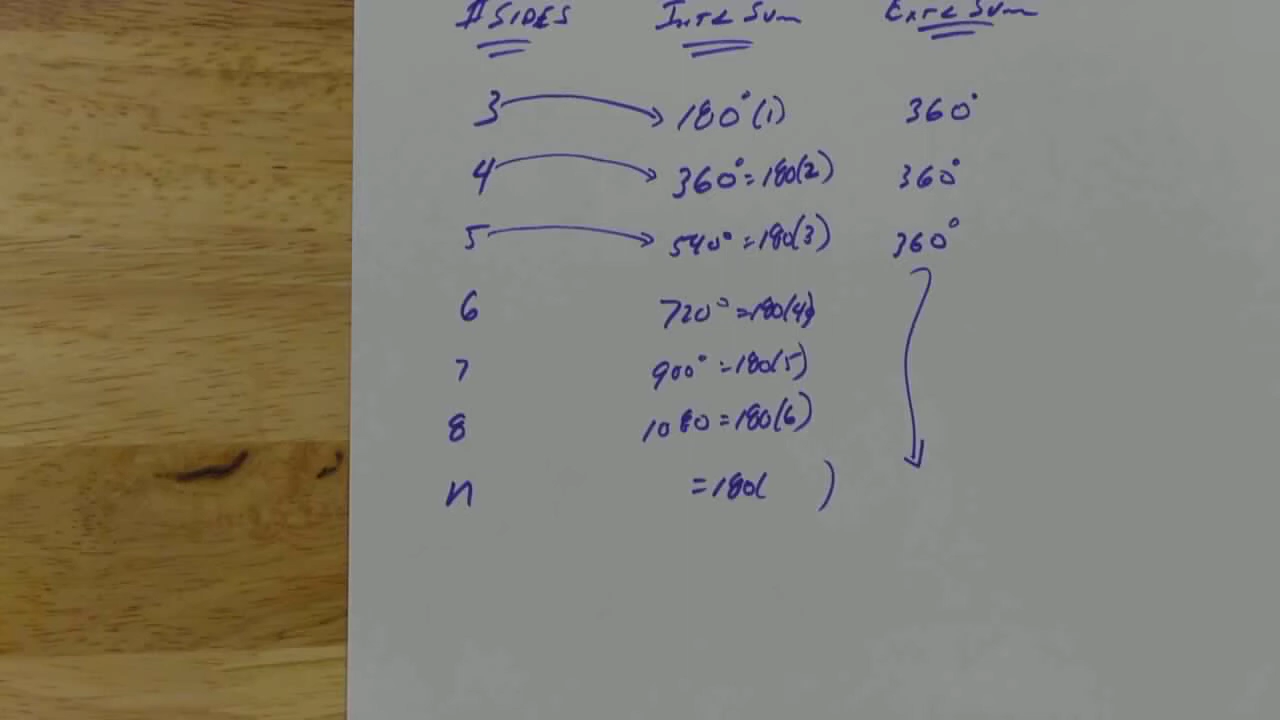 # SIDES Int ∠ Sum Ext ∠ Sum
3 180°(1) 360°
4 360° = 180(2) 360°
5 540° = 180(3) 360°
6 720° = 180(4)
7 900° = 180(5)
8 1080 = 180(6)
n = 180( )